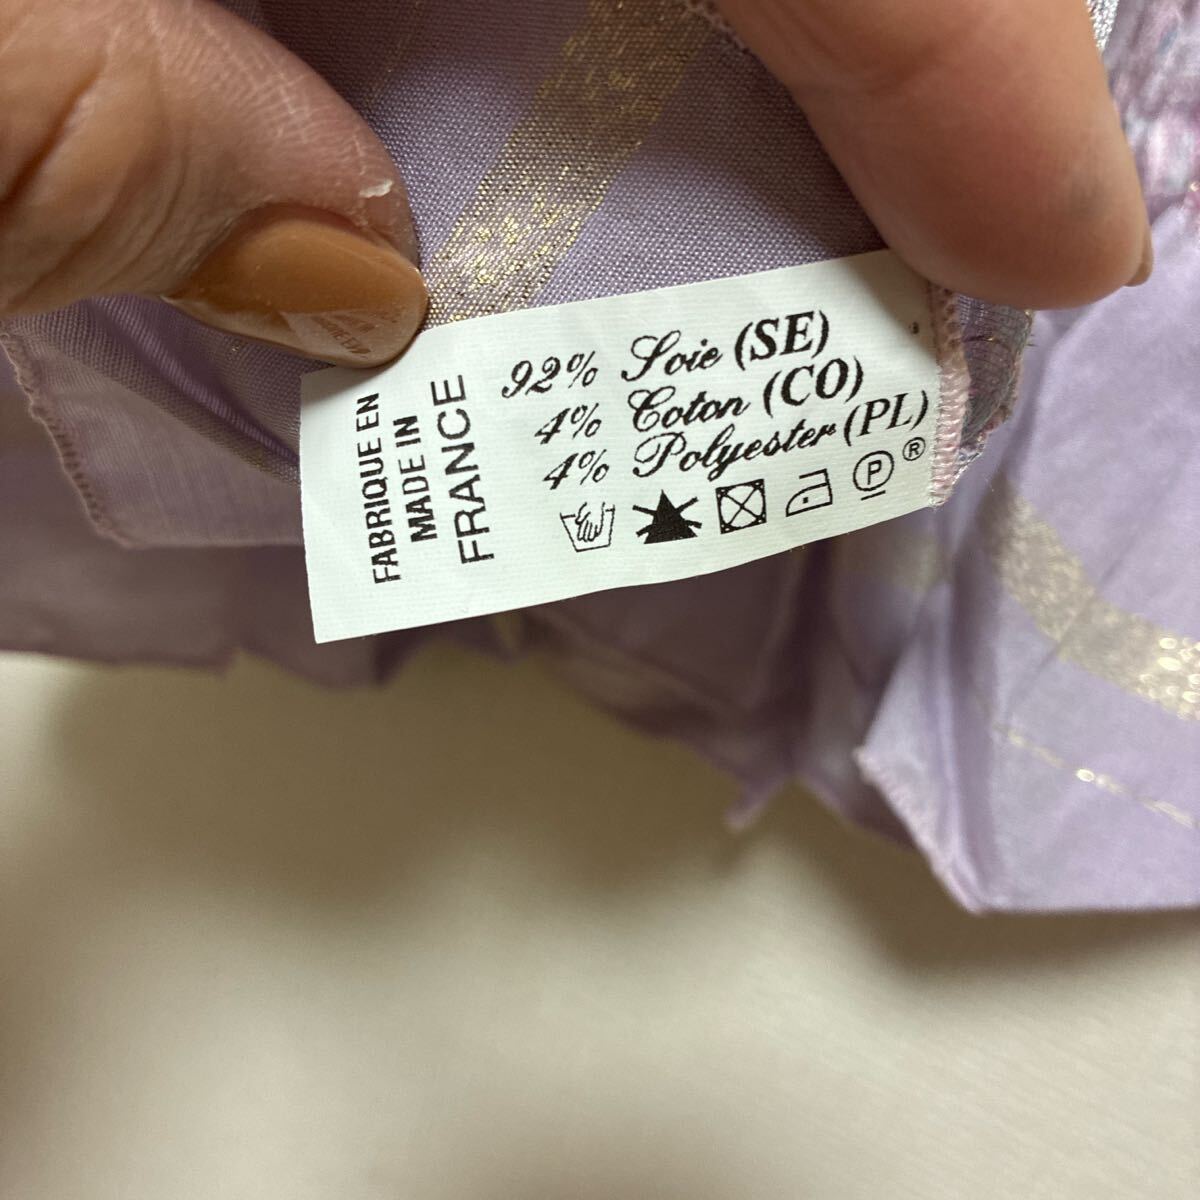 FABRIQUE EN
MADE IN
FRANCE
92% Soie (SE)
4% Coton (CO)
4% Polyester (PL)
P ®